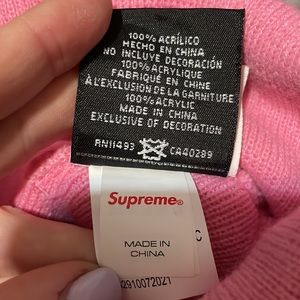 100% ACRÍLICO
HECHO EN CHINA
NO INCLUYE DECORACIÓN
100% ACRYLIQUE
FABRIQUÉ EN CHINE
À L'EXCLUSION DE LA GARNITURE
100% ACRYLIC
MADE IN CHINA
EXCLUSIVE OF DECORATION
RN11493 CA40289
Supreme®
MADE IN
CHINA
C
2910072021